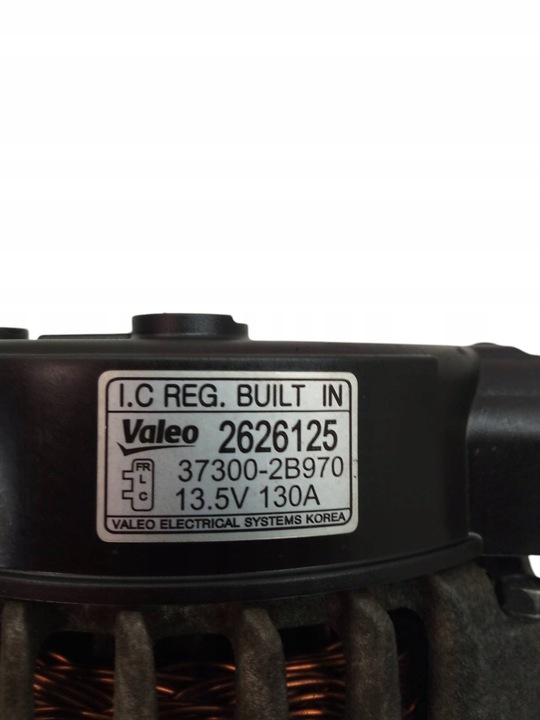 I.C REG. BUILT IN
Valeo 2626125
FR
L
C
37300-2B970
13.5V 130A
VALEO ELECTRICAL SYSTEMS KOREA